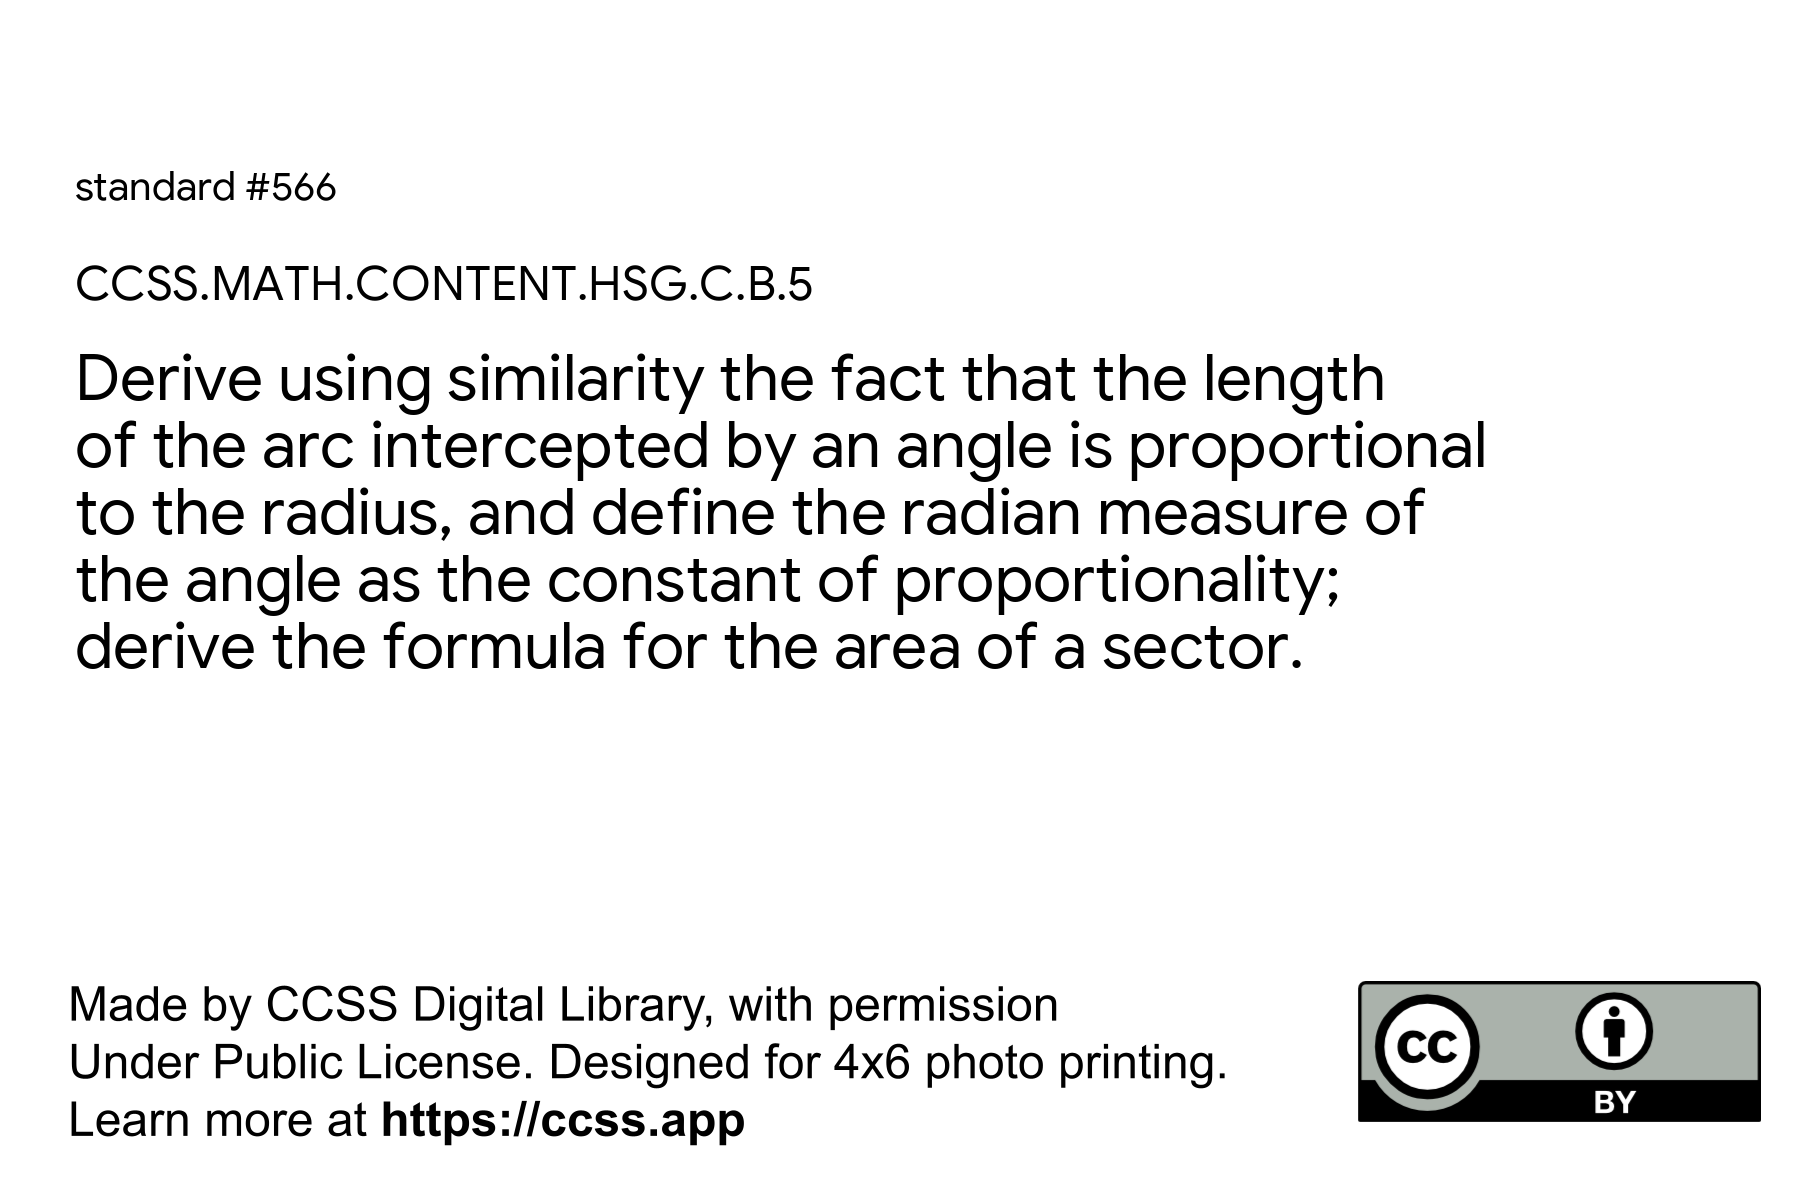 standard #566
CCSS.MATH.CONTENT.HSG.C.B.5
Derive using similarity the fact that the length
of the arc intercepted by an angle is proportional
to the radius, and define the radian measure of
the angle as the constant of proportionality;
derive the formula for the area of a sector.
Made by CCSS Digital Library, with permission
Under Public License. Designed for 4x6 photo printing.
Learn more at https://ccss.app
cc
BY